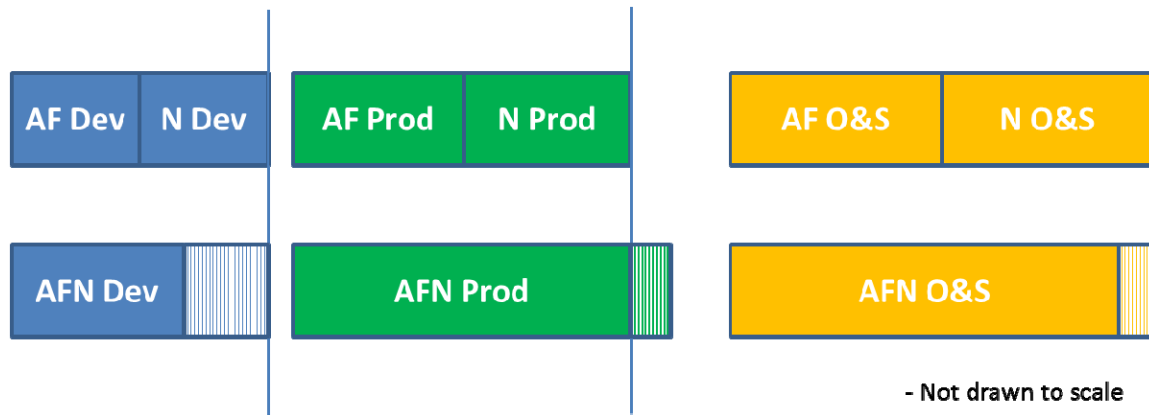 AF Dev N Dev AF Prod N Prod AF O&S N O&S
AFN Dev AFN Prod AFN O&S
- Not drawn to scale